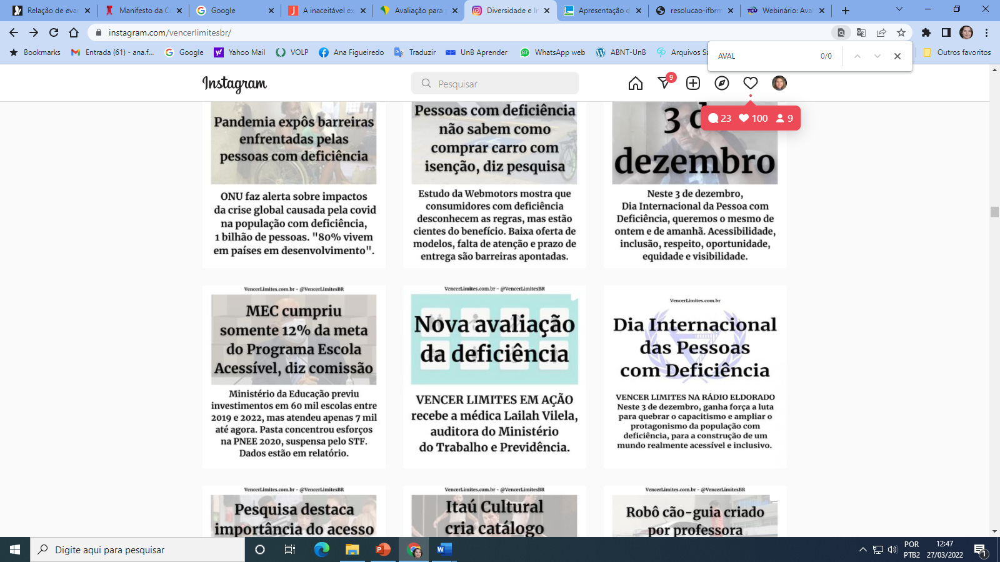 Relação de evan
Manifesto da C
Google
A inaceitável ex
Avaliação para
Diversidade e In
Apresentação d
resolucao-ifbrm
Webinário: Aval
instagram.com/vencerlimitesbr/
Bookmarks
Entrada (61) - ana.f...
Google
Yahoo Mail
VOLP
Ana Figueiredo
Traduzir
UnB Aprender
87
WhatsApp web
ABNT-UnB
Arquivos Sa
Outros favoritos
AVAL
0/0
Instagram
Pesquisar
9
23
100
9
Pandemia expôs barreiras
enfrentadas pelas
pessoas com deficiência
ONU faz alerta sobre impactos
da crise global causada pela covid
na população com deficiência,
1 bilhão de pessoas. "80% vivem
em países em desenvolvimento".
Pessoas com deficiência
não sabem como
comprar carro com
isenção, diz pesquisa
Estudo da Webmotors mostra que
consumidores com deficiência
desconhecem as regras, mas estão
cientes do benefício. Baixa oferta de
modelos, falta de atenção e prazo de
entrega são barreiras apontadas.
3 de
dezembro
Neste 3 de dezembro,
Dia Internacional da Pessoa com
Deficiência, queremos o mesmo de
ontem e de amanhã. Acessibilidade,
inclusão, respeito, oportunidade,
equidade e visibilidade.
VencerLimites.com.br - @VencerLimitesBR
MEC cumpriu
somente 12% da meta
do Programa Escola
Acessível, diz comissão
Ministério da Educação previu
investimentos em 60 mil escolas entre
2019 e 2022, mas atendeu apenas 7 mil
até agora. Pasta concentrou esforços
na PNEE 2020, suspensa pelo STF.
Dados estão em relatório.
VencerLimites.com.br - @VencerLimitesBR
Nova avaliação
da deficiência
VENCER LIMITES EM AÇÃO
recebe a médica Lailah Vilela,
auditora do Ministério
do Trabalho e Previdência.
VencerLimites.com.br
Dia Internacional
das Pessoas
com Deficiência
VENCER LIMITES NA RÁDIO ELDORADO
Neste 3 de dezembro, ganha força a luta
para quebrar o capacitismo e ampliar o
protagonismo da população com
deficiência, para a construção de um
mundo realmente acessível e inclusivo.
VencerLimites.com.br - @VencerLimitesBR
Pesquisa destaca
importância do acesso
VencerLimites.com.br - @VencerLimitesBR
Itaú Cultural
cria catálogo
VencerLimites.com.br - @VencerLimitesBR
Robô cão-guia criado
por professora
Digite aqui para pesquisar
POR
PTB2
12:47
27/03/2022
1